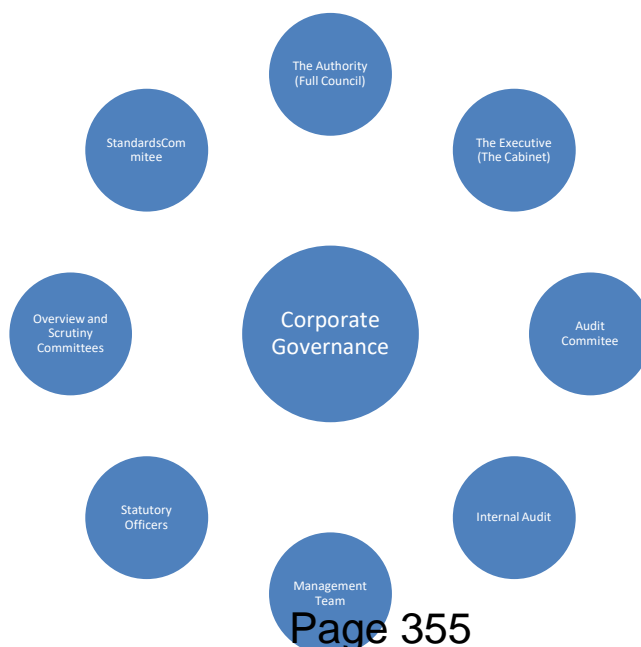 The Authority
(Full Council)
The Executive
(The Cabinet)
Audit
Commitee
Internal Audit
Management
Team
Statutory
Officers
Overview and
Scrutiny
Committees
StandardsCom
mitee
Corporate
Governance
Page 355